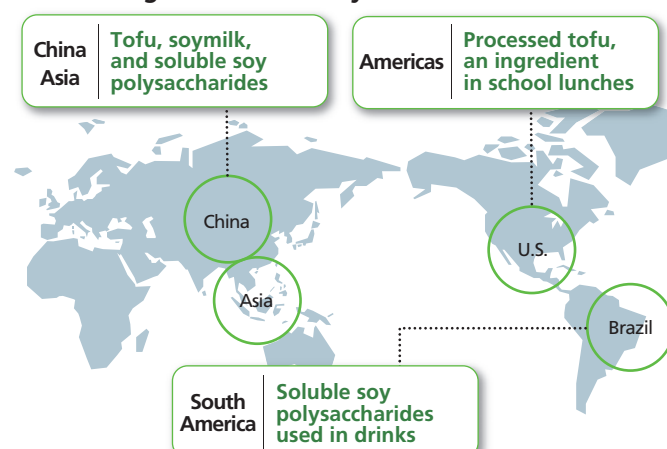 China
Asia
Tofu, soymilk,
and soluble soy
polysaccharides
Americas
Processed tofu,
an ingredient
in school lunches
China
U.S.
Asia
Brazil
South
America
Soluble soy
polysaccharides
used in drinks